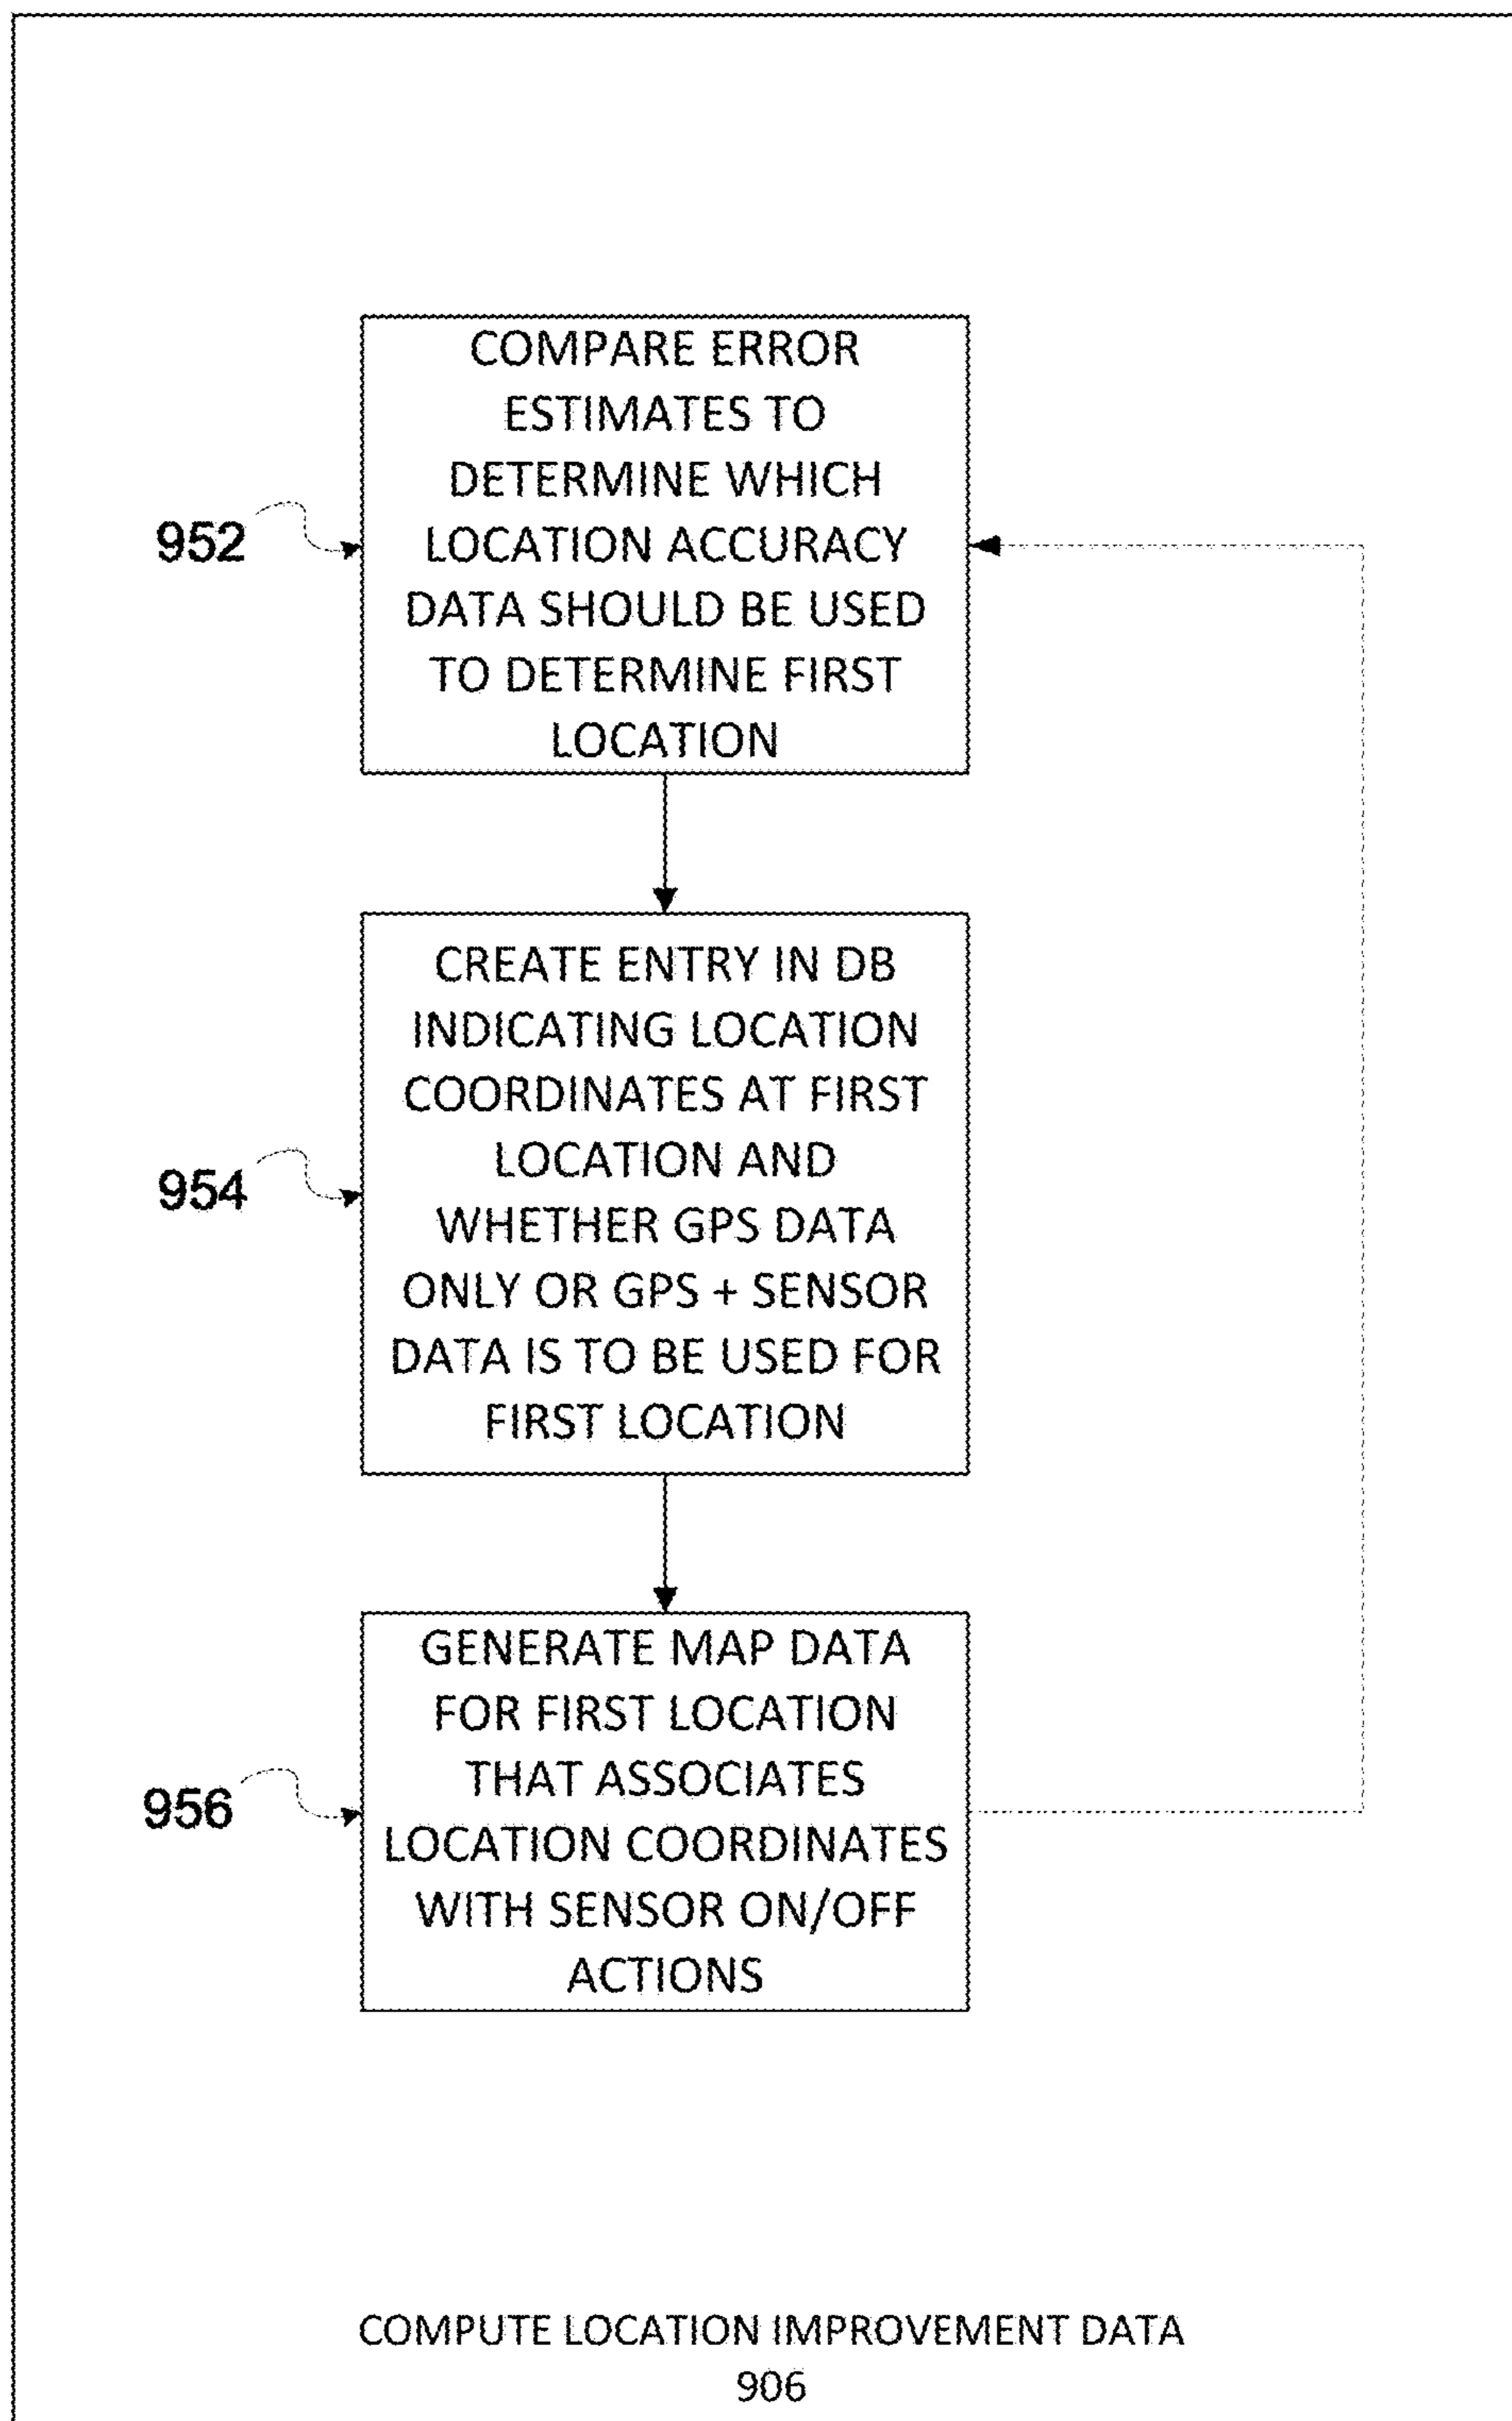 COMPARE ERROR
ESTIMATES TO
DETERMINE WHICH
952
LOCATION ACCURACY
DATA SHOULD BE USED
TO DETERMINE FIRST
LOCATION
CREATE ENTRY IN DB
INDICATING LOCATION
COORDINATES AT FIRST
LOCATION AND
954
WHETHER GPS DATA
ONLY OR GPS + SENSOR
DATA IS TO BE USED FOR
FIRST LOCATION
GENERATE MAP DATA
FOR FIRST LOCATION
THAT ASSOCIATES
956
LOCATION COORDINATES
WITH SENSOR ON/OFF
ACTIONS
COMPUTE LOCATION IMPROVEMENT DATA
906